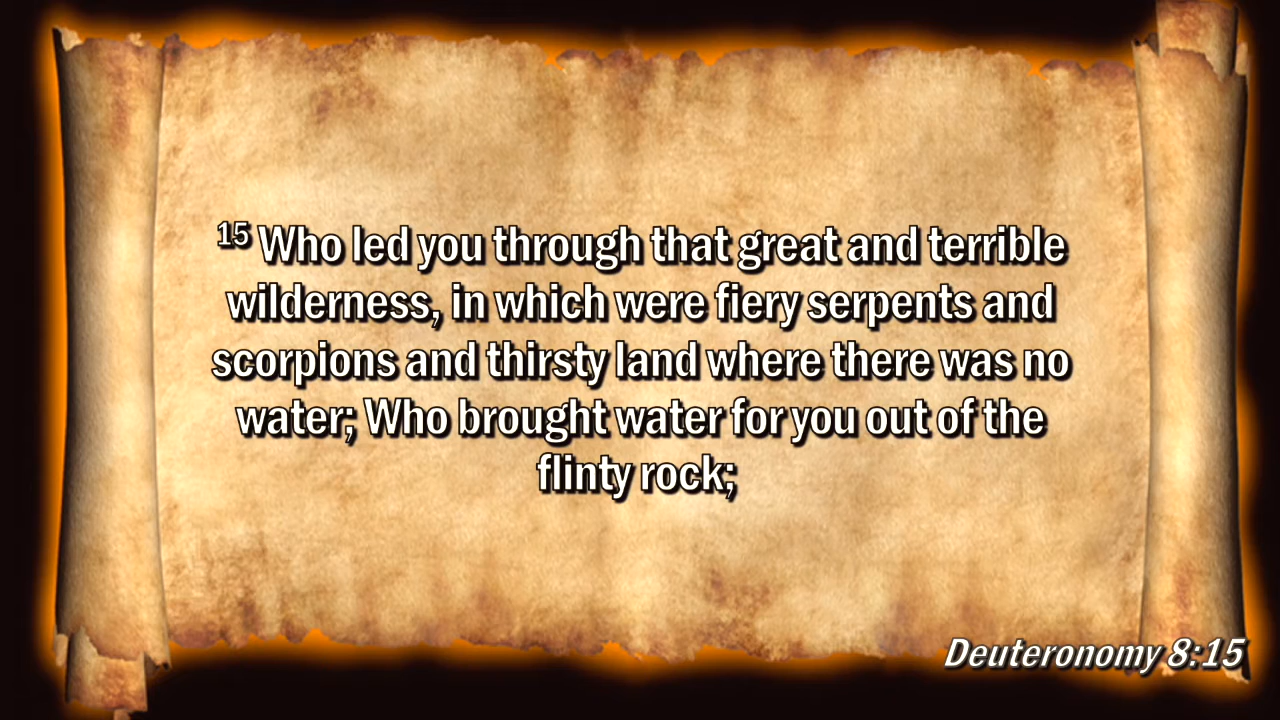 15 Who led you through that great and terrible
wilderness, in which were fiery serpents and
scorpions and thirsty land where there was no
water; Who brought water for you out of the
flinty rock;
Deuteronomy 8:15